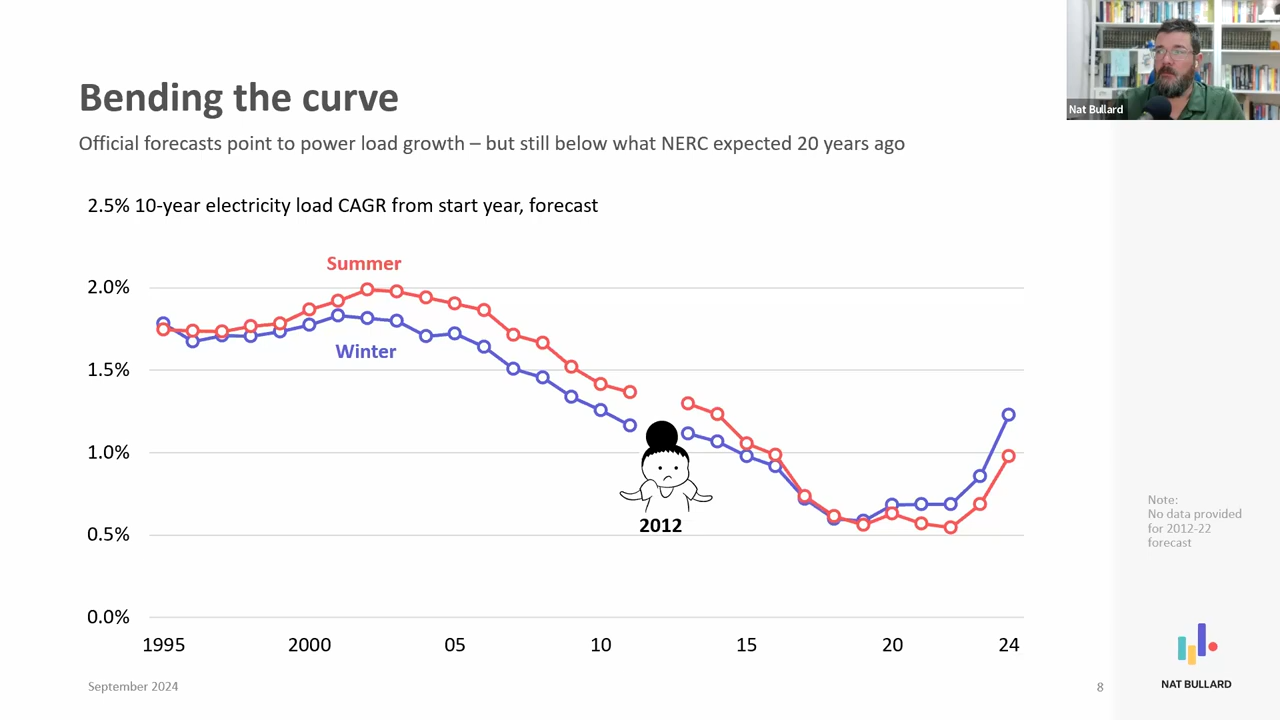 Nat Bullard
Bending the curve
Official forecasts point to power load growth – but still below what NERC expected 20 years ago
2.5% 10-year electricity load CAGR from start year, forecast
Summer
2.0%
Winter
1.5%
1.0%
2012
0.5%
0.0%
1995 2000 05 10 15 20 24
Note:
No data provided
for 2012-22
forecast
NAT BULLARD
September 2024
8